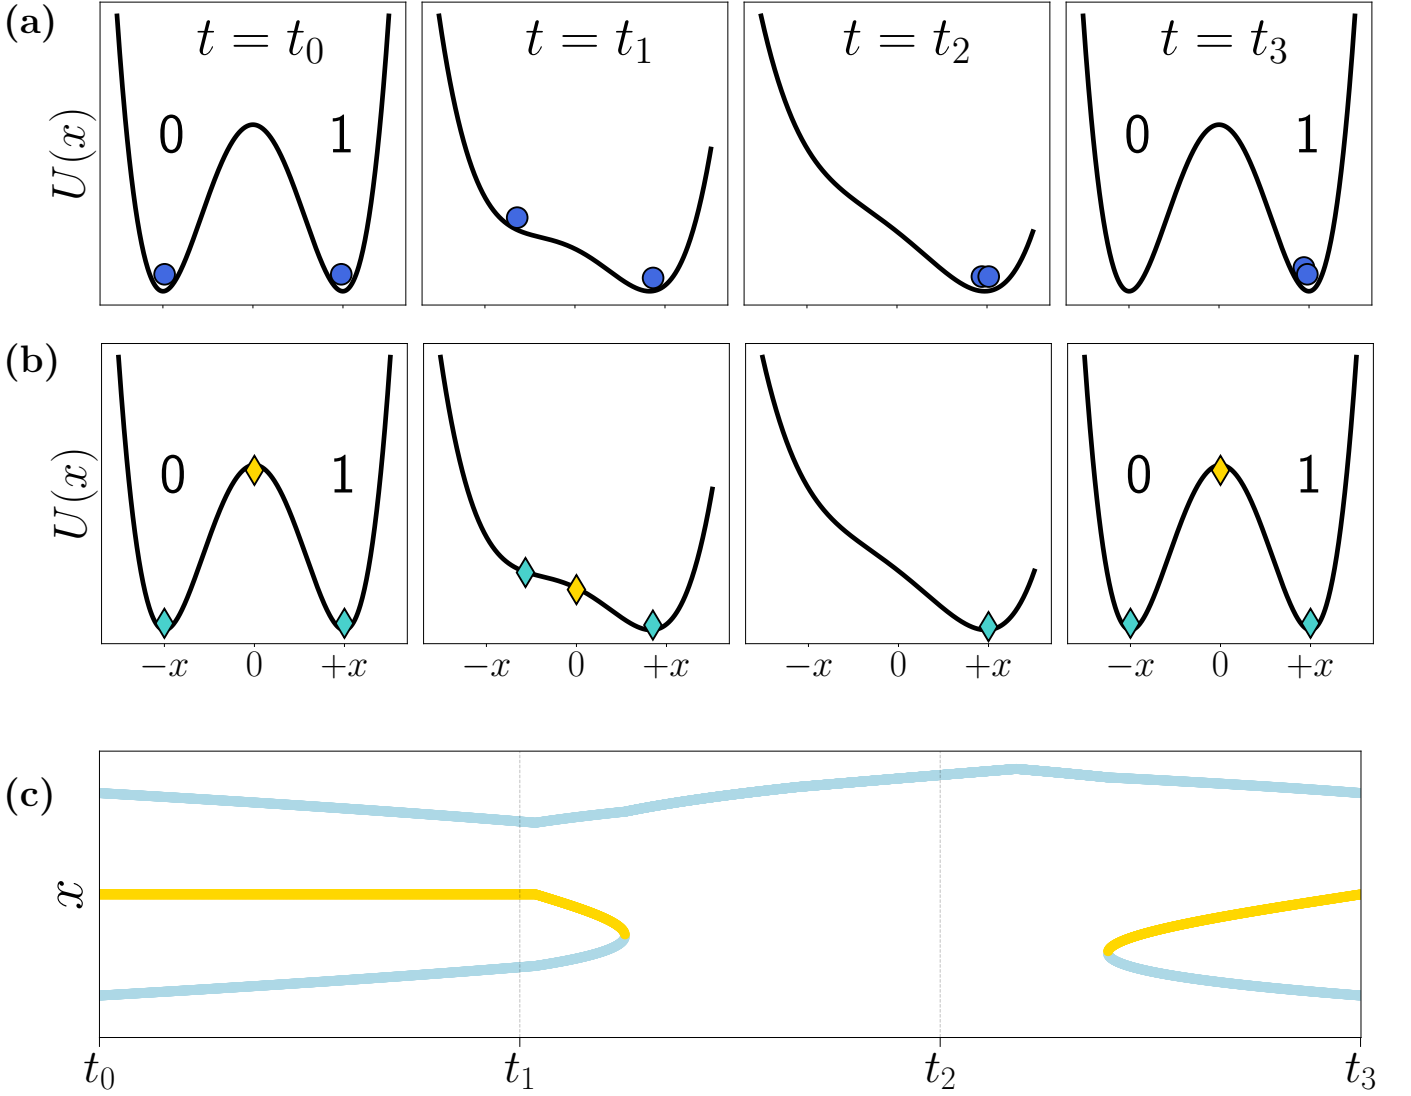 (a)
t = t₀ t = t₁ t = t₂ t = t₃
U(x) 0 1 0 1
(b)
U(x) 0 1 0 1
−x 0 +x −x 0 +x −x 0 +x −x 0 +x
(c)
x
t₀ t₁ t₂ t₃